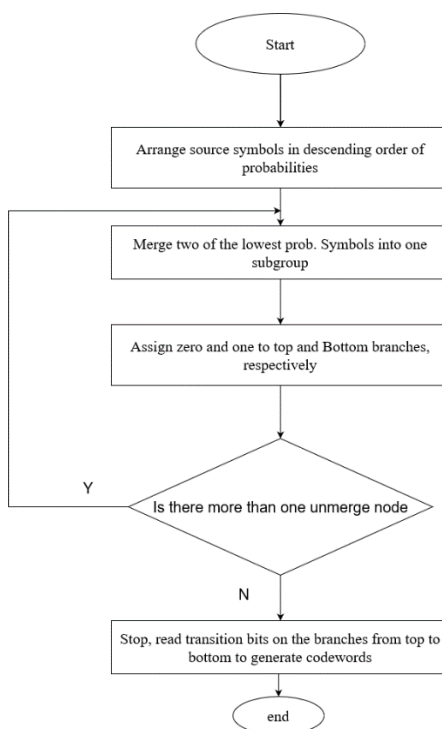 Start
Arrange source symbols in descending order of
probabilities
Merge two of the lowest prob. Symbols into one
subgroup
Assign zero and one to top and Bottom branches,
respectively
Y
Is there more than one unmerge node
N
Stop, read transition bits on the branches from top to
bottom to generate codewords
end